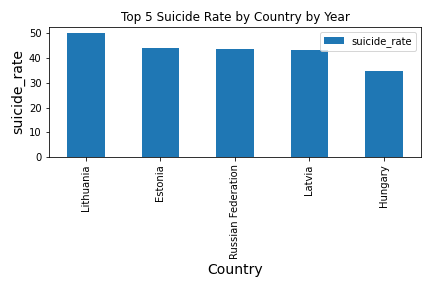 Top 5 Suicide Rate by Country by Year
suicide_rate
suicide_rate
50
40
30
20
10
0
Lithuania
Estonia
Russian Federation
Latvia
Hungary
Country